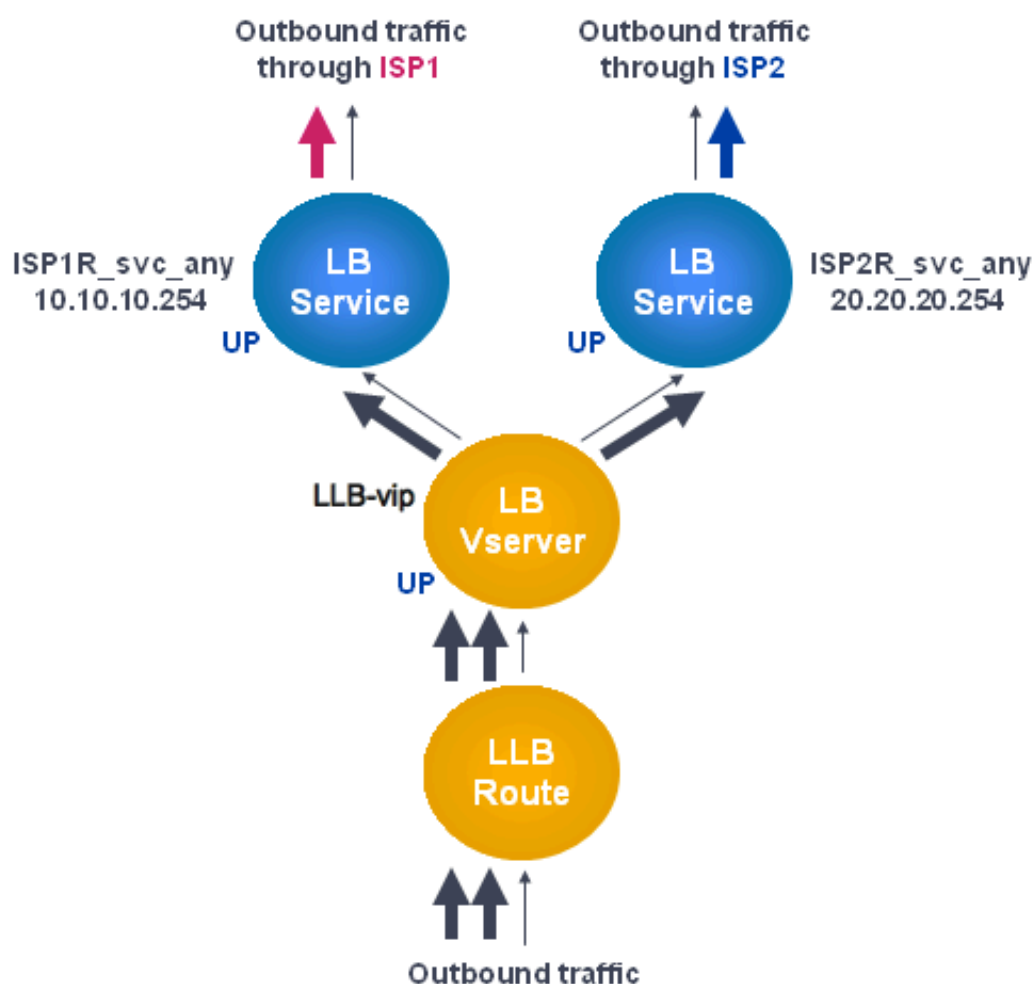 Outbound traffic
through ISP1
Outbound traffic
through ISP2
LB
Service
ISP1R_svc_any
10.10.10.254
UP
LB
Service
ISP2R_svc_any
20.20.20.254
UP
LLB-vip
LB
Vserver
UP
LLB
Route
Outbound traffic